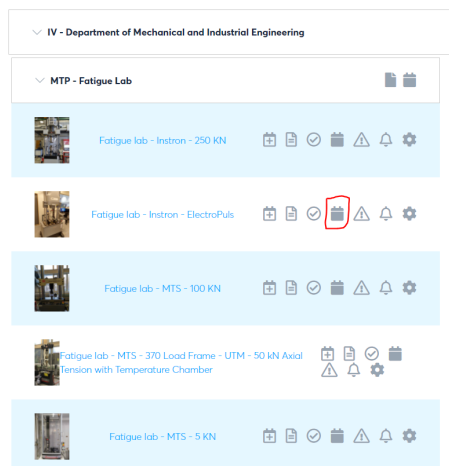 IV - Department of Mechanical and Industrial Engineering
MTP - Fatigue Lab
Fatigue lab - Instron - 250 KN
Fatigue lab - Instron - ElectroPuls
Fatigue lab - MTS - 100 KN
Fatigue lab - MTS - 370 Load Frame - UTM - 50 kN Axial
Tension with Temperature Chamber
Fatigue lab - MTS - 5 KN